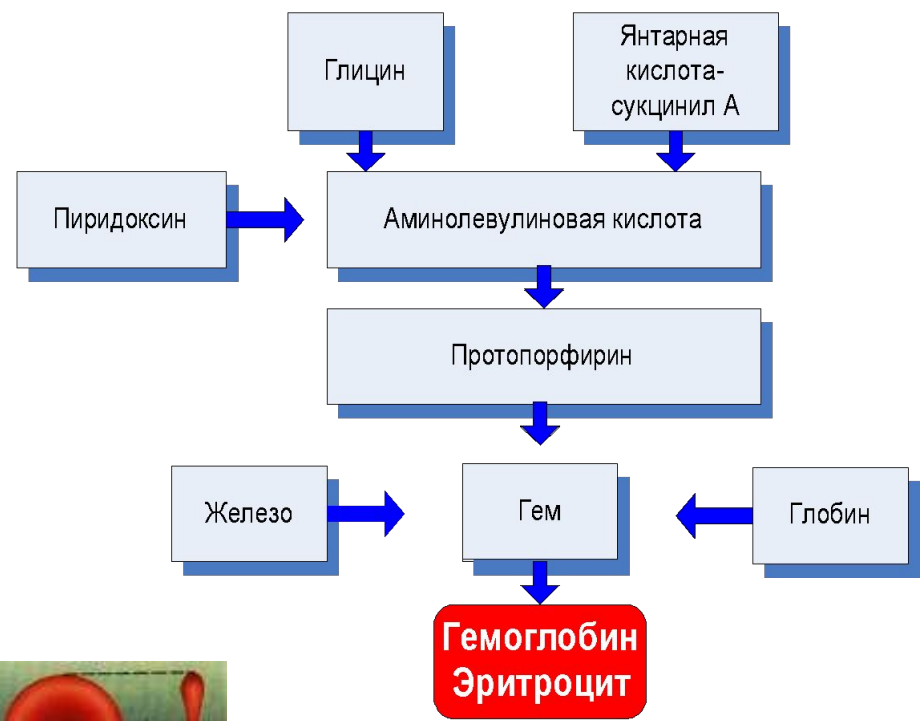 Глицин
Янтарная
кислота-
сукцинил А
Пиридоксин
Аминолевулиновая кислота
Протопорфирин
Железо
Гем
Глобин
Гемоглобин
Эритроцит